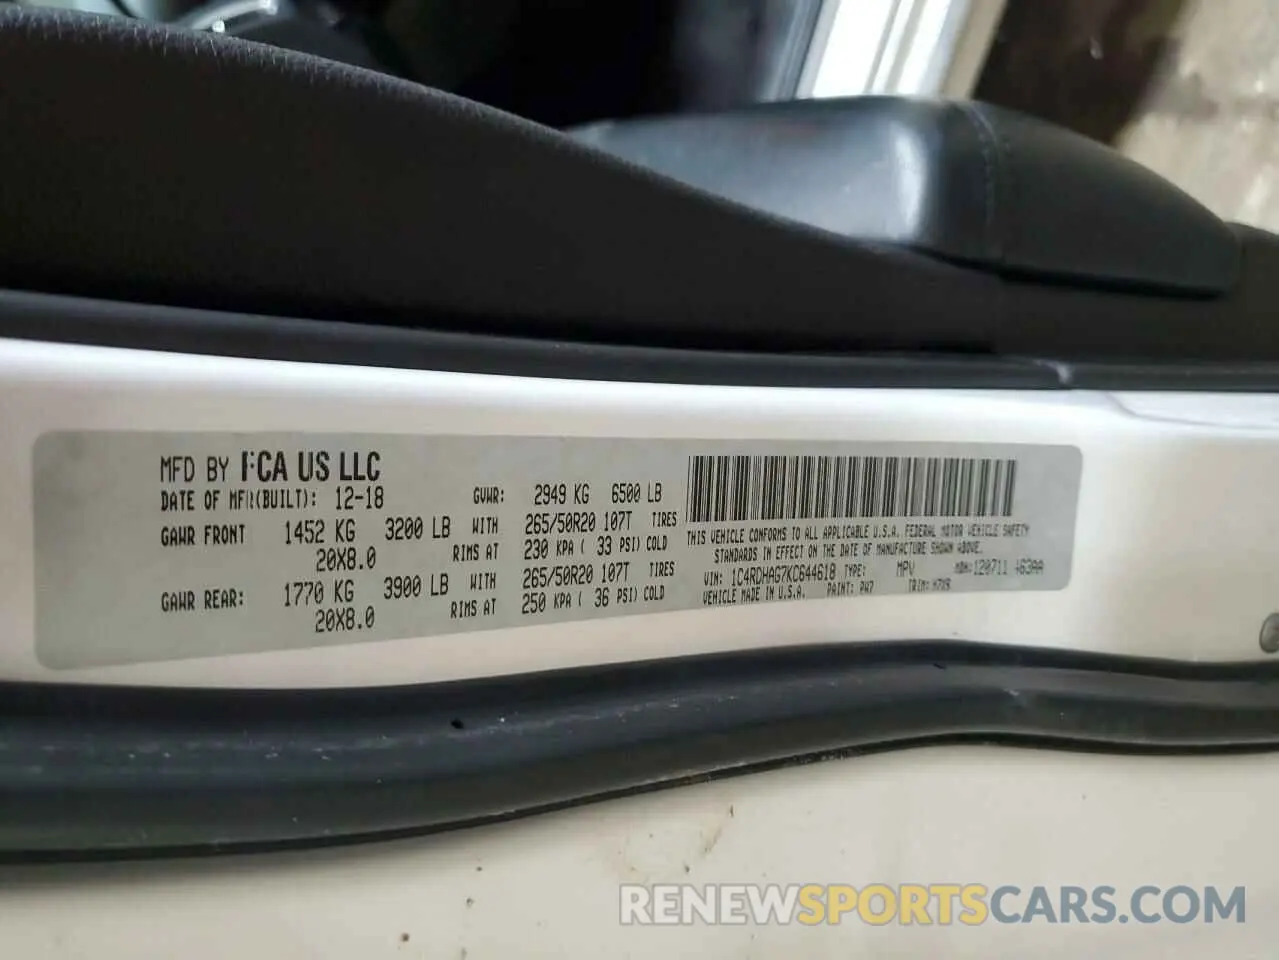 MFD BY FCA US LLC
DATE OF MFR(BUILT): 12-18 GVWR: 2949 KG 6500 LB
GAWR FRONT 1452 KG 3200 LB WITH 265/50R20 107T TIRES
20X8.0 RIMS AT 230 KPA ( 33 PSI) COLD
GAWR REAR: 1770 KG 3900 LB WITH 265/50R20 107T TIRES
20X8.0 RIMS AT 250 KPA ( 36 PSI) COLD
THIS VEHICLE CONFORMS TO ALL APPLICABLE U.S.A. FEDERAL MOTOR VEHICLE SAFETY
STANDARDS IN EFFECT ON THE DATE OF MANUFACTURE SHOWN ABOVE.
VIN: 1C4RDHAG7KC644618 TYPE: MPV MDH: 120711
VEHICLE MADE IN U.S.A. PAINT: PW7 TRIM:
RENEWSPORTSCARS.COM